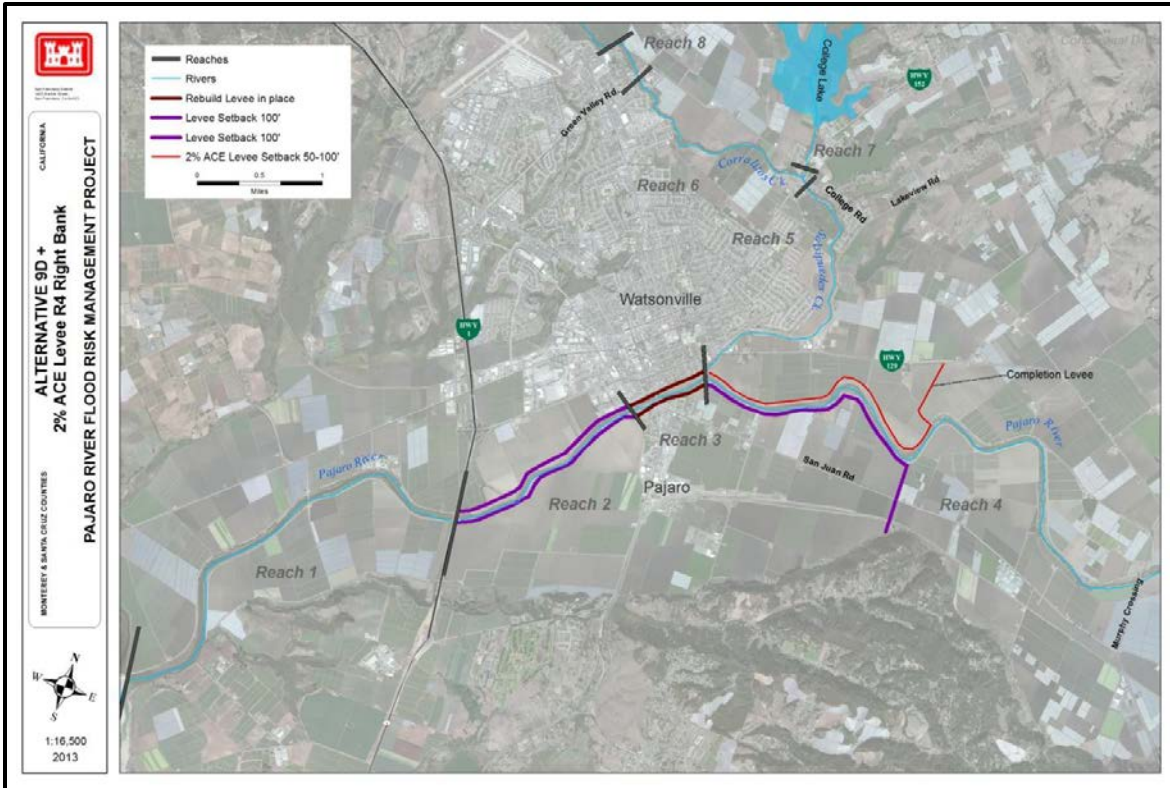 CALIFORNIA
MONTEREY & SANTA CRUZ COUNTIES
ALTERNATIVE 9D +
2% ACE Levee R4 Right Bank
PAJARO RIVER FLOOD RISK MANAGEMENT PROJECT
N
W
E
S
1:16,500
2013
Reaches
Rivers
Rebuild Levee in place
Levee Setback 100'
Levee Setback 100'
2% ACE Levee Setback 50-100'
0 0.5 1
Miles
Reach 8
Green Valley Rd
College Lake
HWY
152
Reach 7
Corralitos Ck
Reach 6
College Rd
Lakeview Rd
Reach 5
Watsonville
HWY
1
HWY
129
Completion Levee
Pajaro River
Reach 3
San Juan Rd
Pajaro River
Reach 2
Pajaro
Reach 4
Reach 1
Murphy Crossing